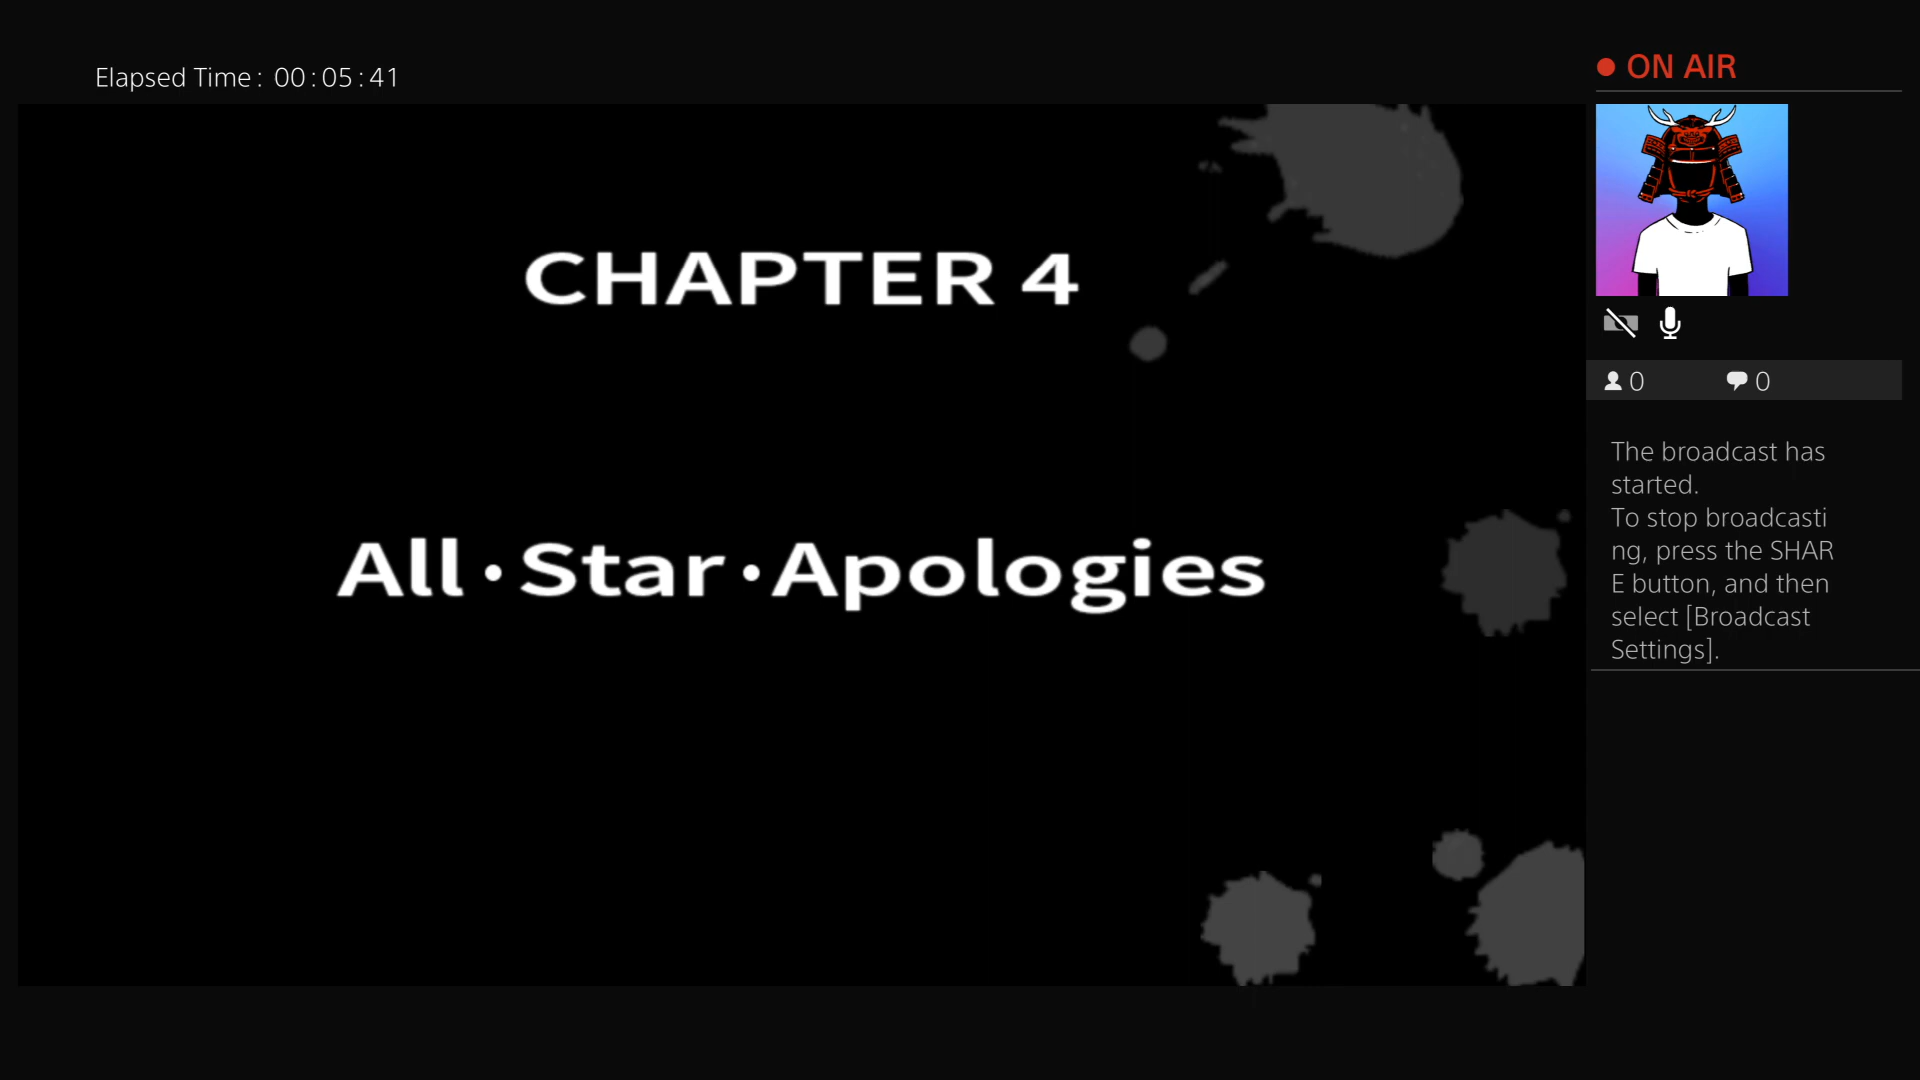 Elapsed Time: 00:05:41
ON AIR
CHAPTER 4
All·Star·Apologies
0 0
The broadcast has
started.
To stop broadcasti
ng, press the SHAR
E button, and then
select [Broadcast
Settings].